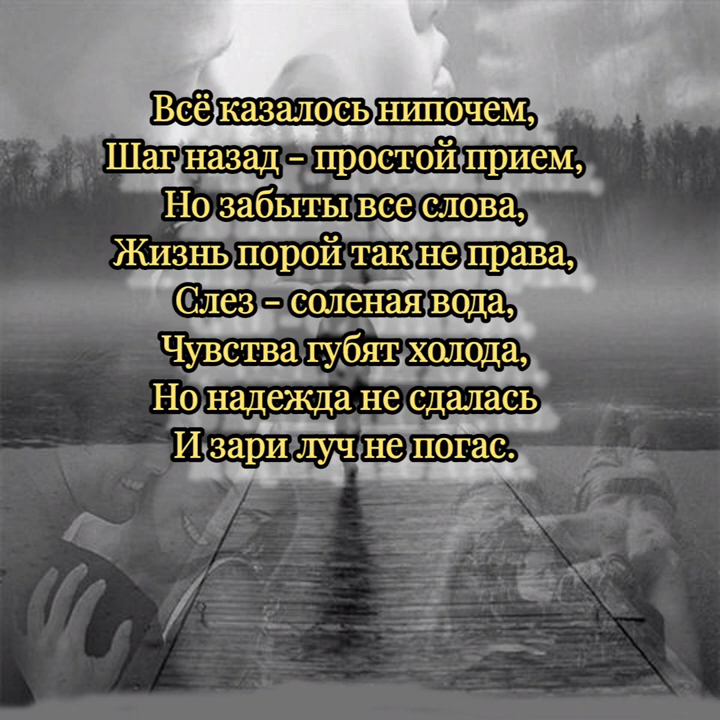 Всё казалось нипочем,
Шаг назад - простой прием,
Но забыты все слова,
Жизнь порой так не права,
Слез - соленая вода,
Чувства губят холода,
Но надежда не сдалась
И зари луч не погас.